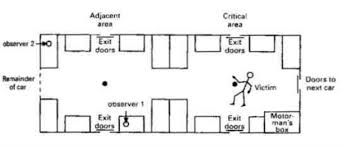 Adjacent
area
Critical
area
observer 2
Exit
doors
Exit
doors
Remainder
of car
Doors to
next car
Victim
observer 1
Exit
doors
Exit
doors
Motor-
man's
box